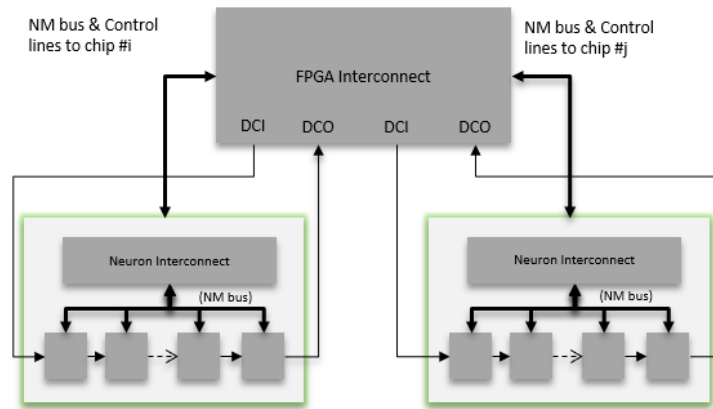 NM bus & Control
lines to chip #i
NM bus & Control
lines to chip #j
FPGA Interconnect
DCI DCO DCI DCO
Neuron Interconnect
(NM bus)
Neuron Interconnect
(NM bus)